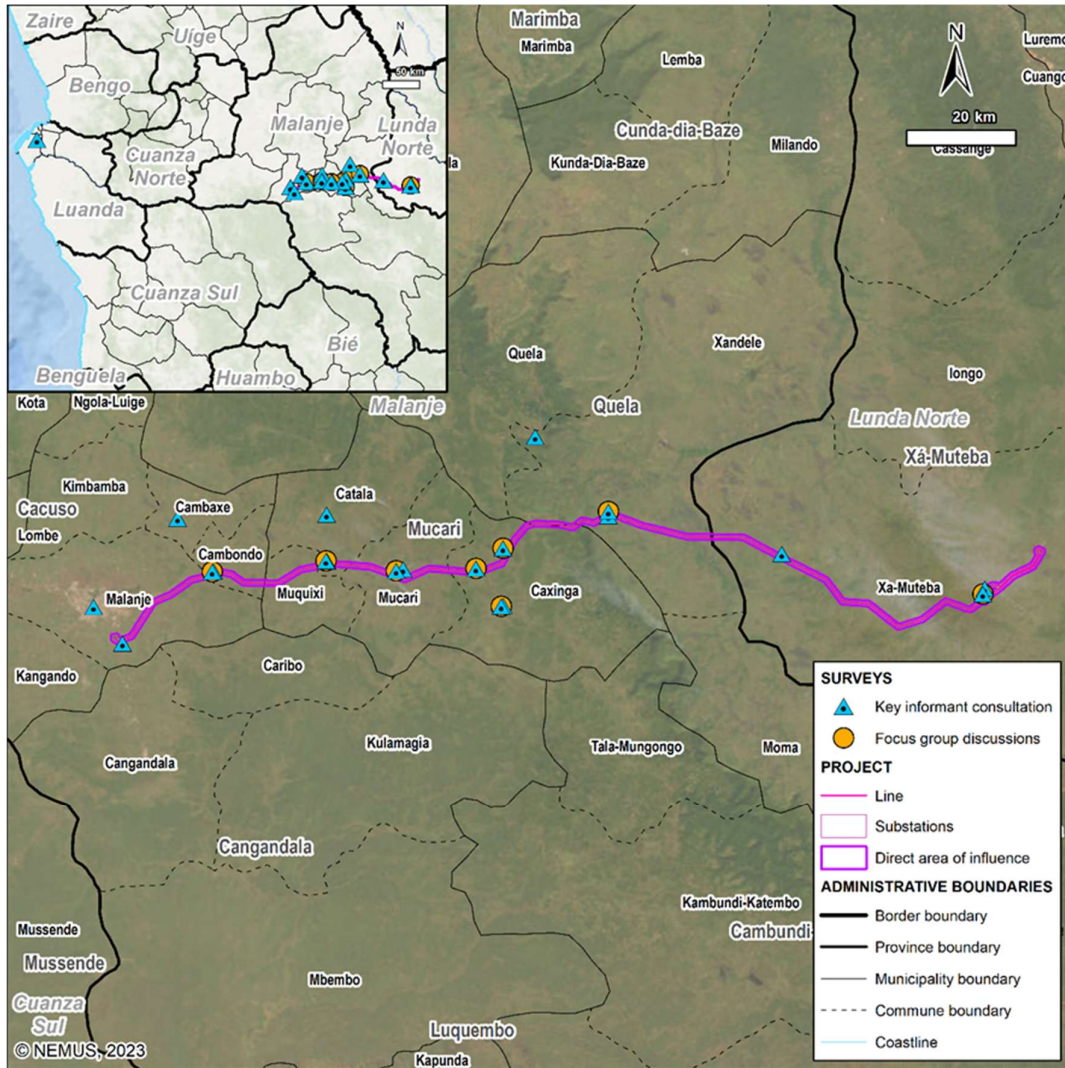 Zaire
Uíge
Bengo
50 km
Malanje
Lunda
Norte
Cuanza
Norte
Luanda
Cuanza Sul
Bié
Benguela
Huambo
Marimba
Marimba
Lemba
N
Luremo
Cuango
20 km
Cunda-dia-Baze
Milando
Kunda-Dia-Baze
Cassange
Quela
Xandele
Iongo
Kota
Ngola-Luige
Malanje
Quela
Lunda Norte
Xá-Muteba
Kimbamba
Catala
Cacuso
Cambaxe
Lombe
Mucari
Cambondo
Malanje
Muquixi
Mucari
Caxinga
Xa-Muteba
Kangando
Caribo
Cangandala
Kulamagia
Tala-Mungongo
Moma
Cangandala
Kambundi-Katembo
Cambundi-
Mussende
Mussende
Mbembo
Cuanza
Sul
Luquembo
Kapunda
© NEMUS, 2023
SURVEYS
Key informant consultation
Focus group discussions
PROJECT
Line
Substations
Direct area of influence
ADMINISTRATIVE BOUNDARIES
Border boundary
Province boundary
Municipality boundary
Commune boundary
Coastline